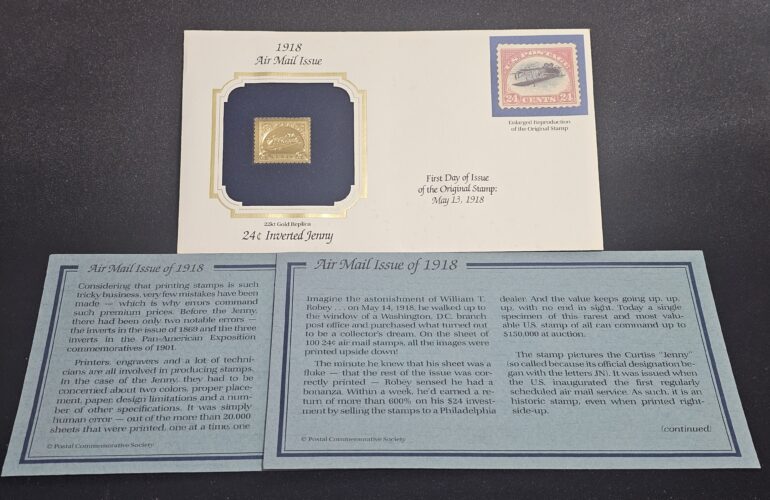 1918
Air Mail Issue
U.S. POSTAGE
24 CENTS 24
Enlarged Reproduction
of the Original Stamp
First Day of Issue
of the Original Stamp:
May 13, 1918
22kt Gold Replica
24¢ Inverted Jenny
Air Mail Issue of 1918
Considering that printing stamps is such
tricky business, very few mistakes have been
made — which is why errors command
such premium prices. Before the Jenny,
there had been only two notable errors —
the inverts in the issue of 1869 and the three
inverts in the Pan-American Exposition
commemoratives of 1901.
Printers, engravers and a lot of techni-
cians are all involved in producing stamps.
In the case of the Jenny, they had to be
concerned about two colors, proper place-
ment, paper, design limitations and a num-
ber of other specifications. It was simply
human error — out of the more than 20,000
sheets that were printed, one at a time, one
© Postal Commemorative Society
Air Mail Issue of 1918
Imagine the astonishment of William T.
Robey . . . on May 14, 1918, he walked up to
the window of a Washington, D.C. branch
post office and purchased what turned out
to be a collector's dream. On the sheet of
100 24¢ air mail stamps, all the images were
printed upside down!
The minute he knew that his sheet was a
fluke — that the rest of the issue was cor-
rectly printed — Robey sensed he had a
bonanza. Within a week, he'd earned a re-
turn of more than 600% on his $24 invest-
ment by selling the stamps to a Philadelphia
dealer. And the value keeps going up, up,
up, with no end in sight. Today a single
specimen of this rarest and most valu-
able U.S. stamp of all can command up to
$150,000 at auction.
The stamp pictures the Curtiss "Jenny"
(so called because its official designation be-
gan with the letters JN). It was issued when
the U.S. inaugurated the first regularly
scheduled air mail service. As such, it is an
historic stamp, even when printed right-
side-up.
(continued)
© Postal Commemorative Society